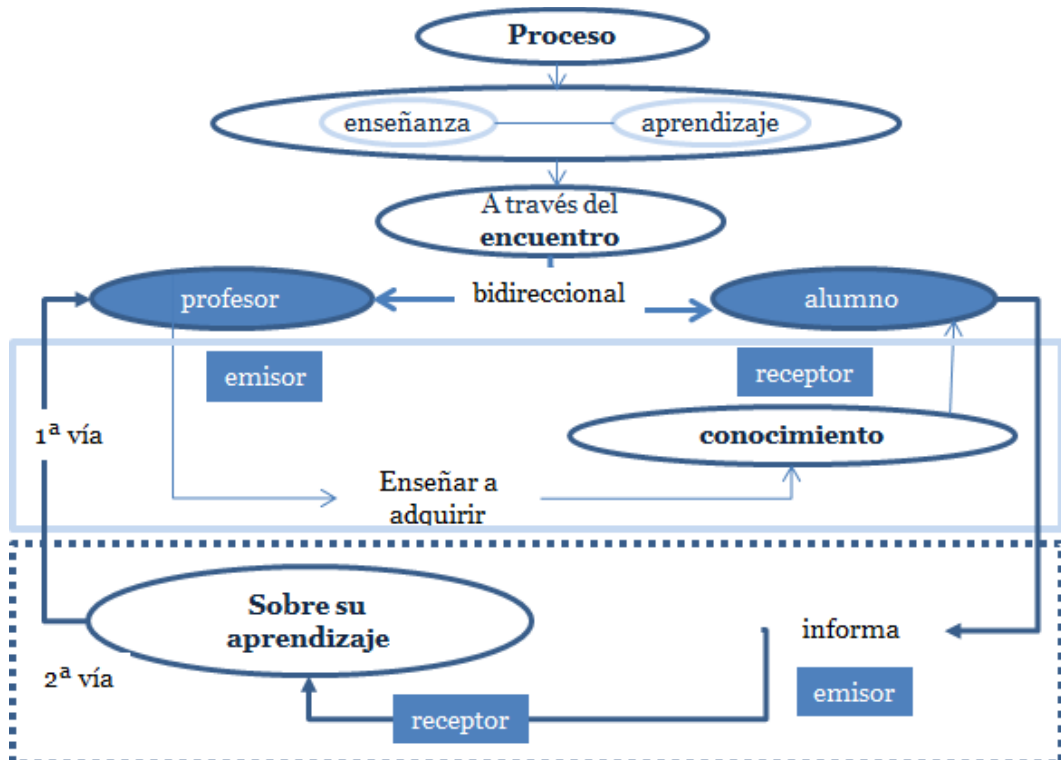 Proceso
enseñanza
aprendizaje
A través del
encuentro
profesor
bidireccional
alumno
emisor
receptor
1ª vía
conocimiento
Enseñar a
adquirir
Sobre su
aprendizaje
informa
2ª vía
emisor
receptor